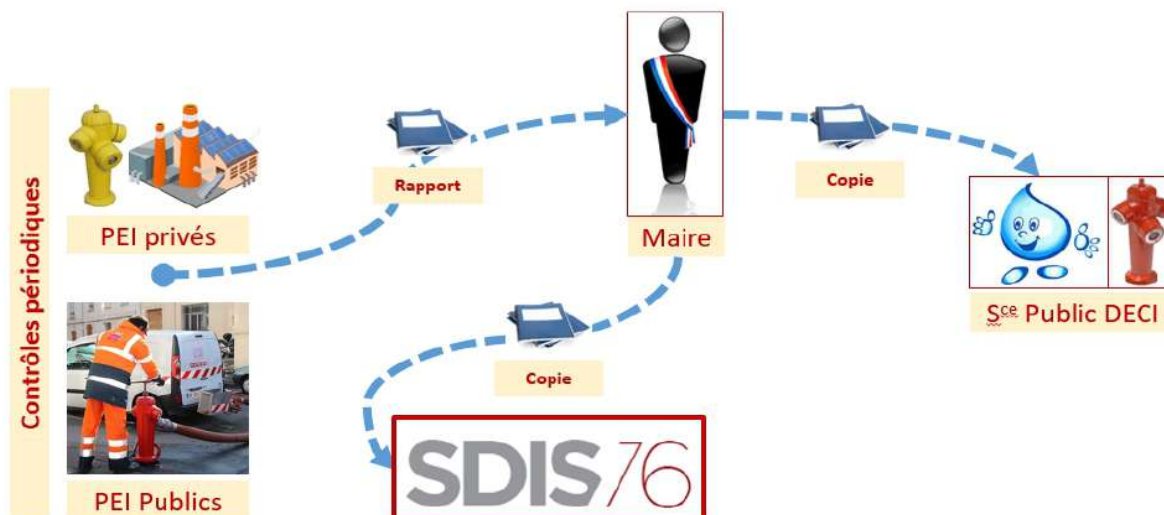 Contrôles périodiques
PEI privés
PEI Publics
Rapport
Maire
Copie
Copie
Sce Public DECI
SDIS76